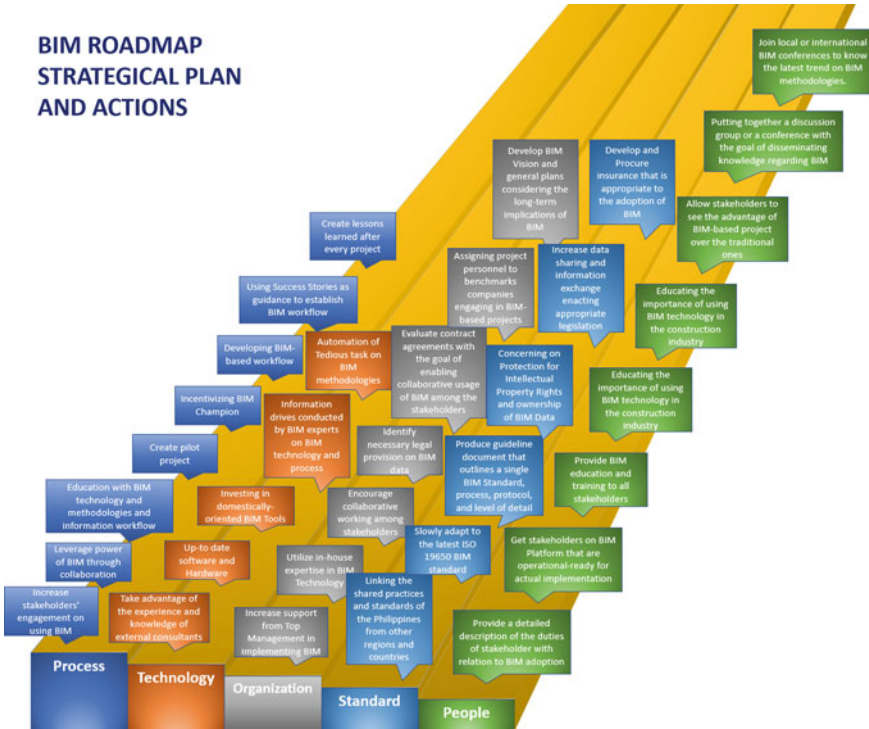 BIM ROADMAP
STRATEGICAL PLAN
AND ACTIONS
Create lessons
learned after
every project
Using Success Stories as
guidance to establish
BIM workflow
Developing BIM-
based workflow
Incentivizing BIM
Champion
Create pilot
project
Education with BIM
technology and
methodologies and
information workflow
Leverage power
of BIM through
collaboration
Increase
stakeholders'
engagement on
using BIM
Process
Automation of
Tedious task on
BIM
methodologies
Information
drives conducted
by BIM experts
on BIM
technology and
process
Investing in
domestically-
oriented BIM Tools
Up-to date
software and
Hardware
Take advantage of
the experience and
knowledge of
external consultants
Technology
Develop BIM
Vision and
general plans
considering the
long-term
implications of
BIM
Assigning project
personnel to
benchmarks
companies
engaging in BIM-
based projects
Evaluate contract
agreements with
the goal of
enabling
collaborative usage
of BIM among the
stakeholders
Identify
necessary legal
provision on BIM
data
Encourage
collaborative
working among
stakeholders
Utilize in-house
expertise in BIM
Technology
Increase support
from Top
Management in
implementing BIM
Organization
Develop and
Procure
insurance that is
appropriate to
the adoption of
BIM
Increase data
sharing and
information
exchange
enacting
appropriate
legislation
Concerning on
Protection for
Intellectual
Property Rights
and ownership
of BIM Data
Produce guideline
document that
outlines a single
BIM Standard,
process, protocol,
and level of detail
Slowly adapt to
the latest ISO
19650 BIM
standard
Linking the
shared practices
and standards of
the Philippines
from other
regions and
countries
Standard
Join local or international
BIM conferences to know
the latest trend on BIM
methodologies.
Putting together a discussion
group or a conference with
the goal of disseminating
knowledge regarding BIM
Allow stakeholders to
see the advantage of
BIM-based project
over the traditional
ones
Educating the
importance of using
BIM technology in
the construction
industry
Educating the
importance of using
BIM technology in
the construction
industry
Provide BIM
education and
training to all
stakeholders
Get stakeholders on BIM
Platform that are
operational-ready for
actual implementation
Provide a detailed
description of the duties
of stakeholder with
relation to BIM adoption
People